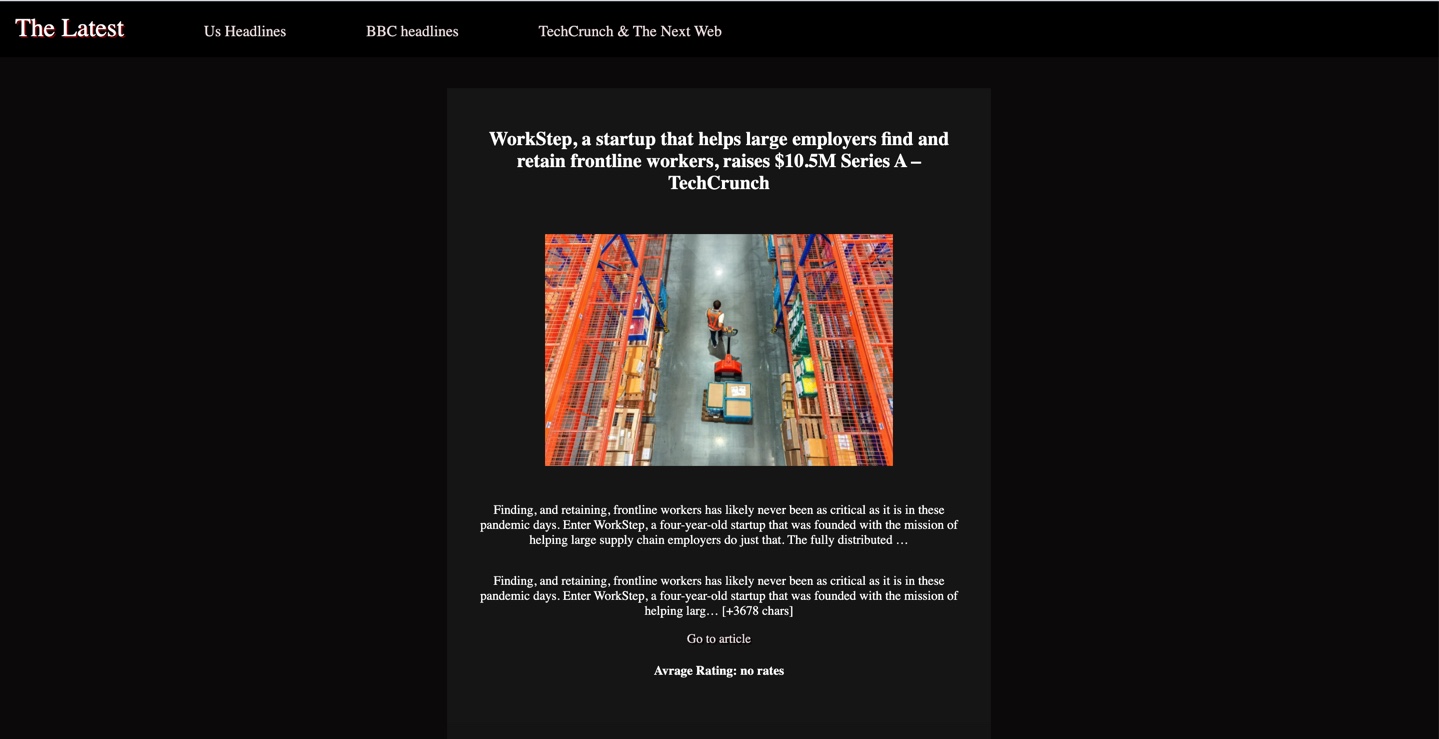 The Latest
Us Headlines
BBC headlines
TechCrunch & The Next Web
WorkStep, a startup that helps large employers find and
retain frontline workers, raises $10.5M Series A –
TechCrunch
Finding, and retaining, frontline workers has likely never been as critical as it is in these
pandemic days. Enter WorkStep, a four-year-old startup that was founded with the mission of
helping large supply chain employers do just that. The fully distributed …
Finding, and retaining, frontline workers has likely never been as critical as it is in these
pandemic days. Enter WorkStep, a four-year-old startup that was founded with the mission of
helping larg… [+3678 chars]
Go to article
Avrage Rating: no rates